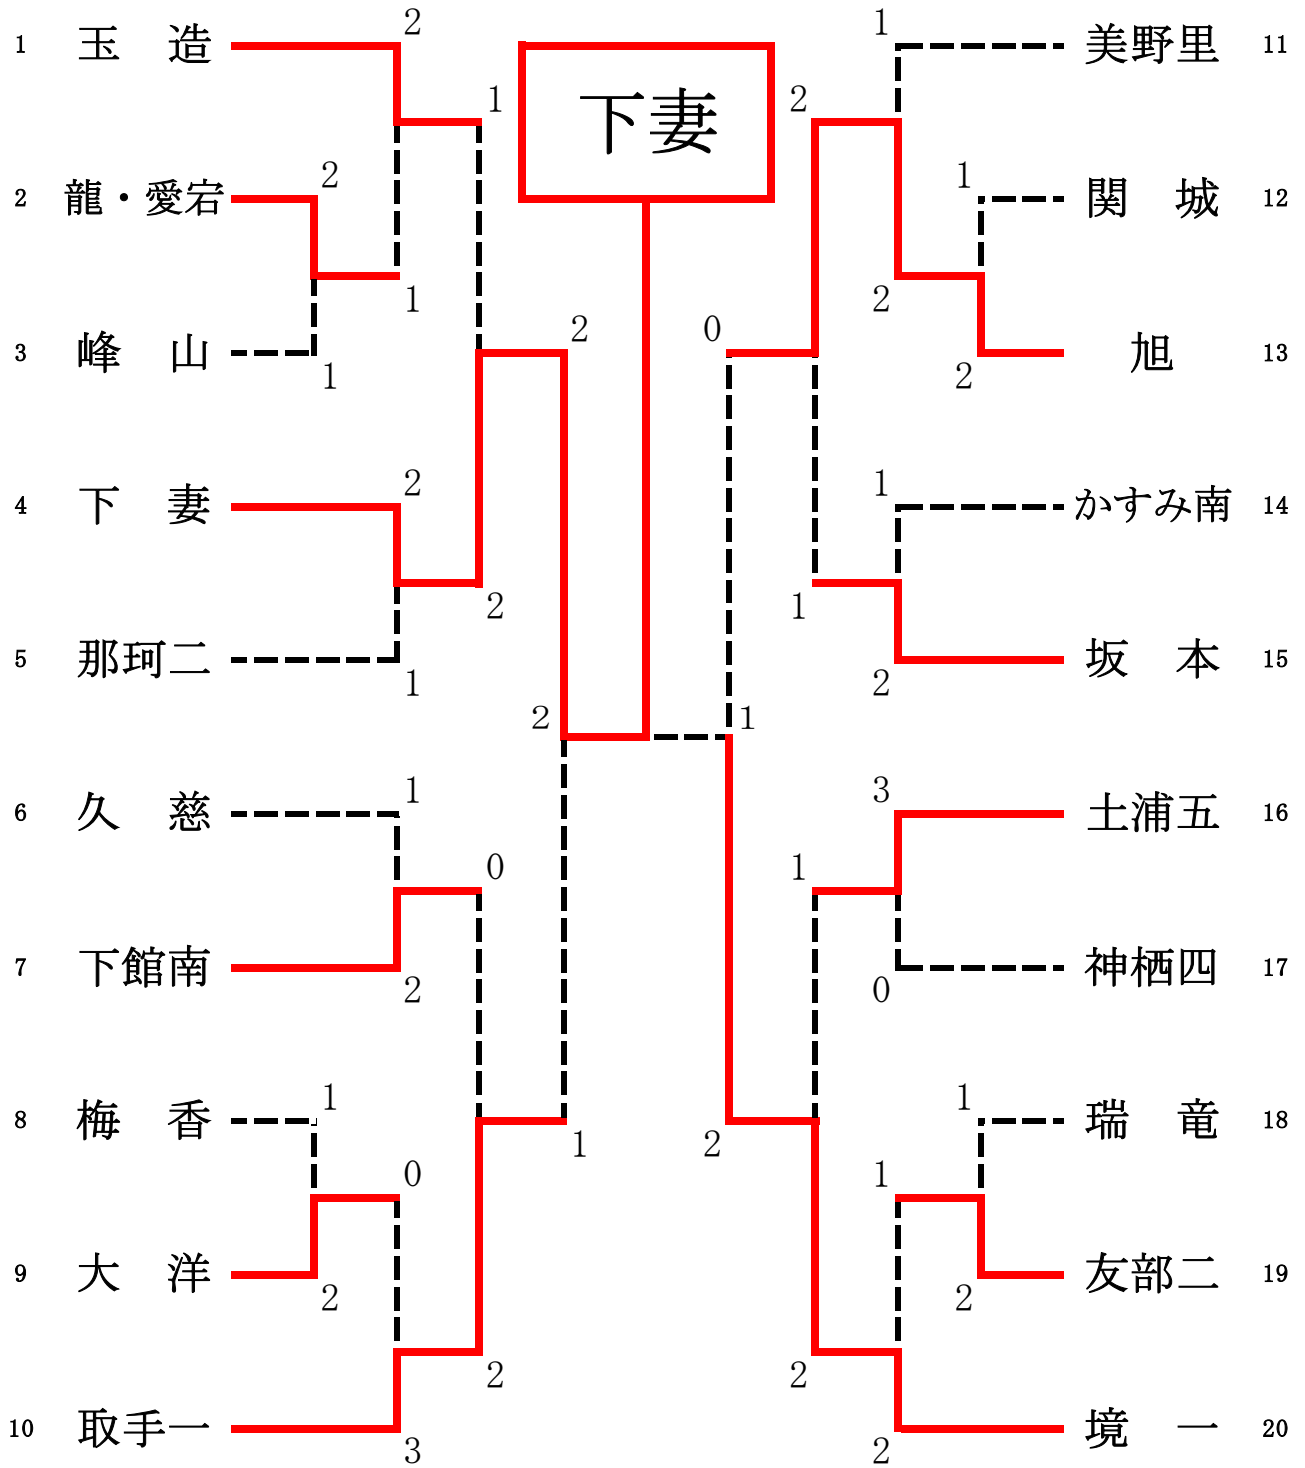 下妻
1 玉 造 2
1
2 龍・愛宕 2
1
3 峰 山 1
2
4 下 妻 2
2
5 那珂二 1
2
6 久 慈 1
0
7 下館南 2
8 梅 香 1
1
0
9 大 洋 2
2
10 取手一 3
1 美野里 11
2
1 関 城 12
2
0
2 旭 13
1 かすみ南 14
1
2 坂 本 15
1
3 土浦五 16
1
0 神栖四 17
1 瑞 竜 18
2
1
2 友部二 19
2
2 境 一 20